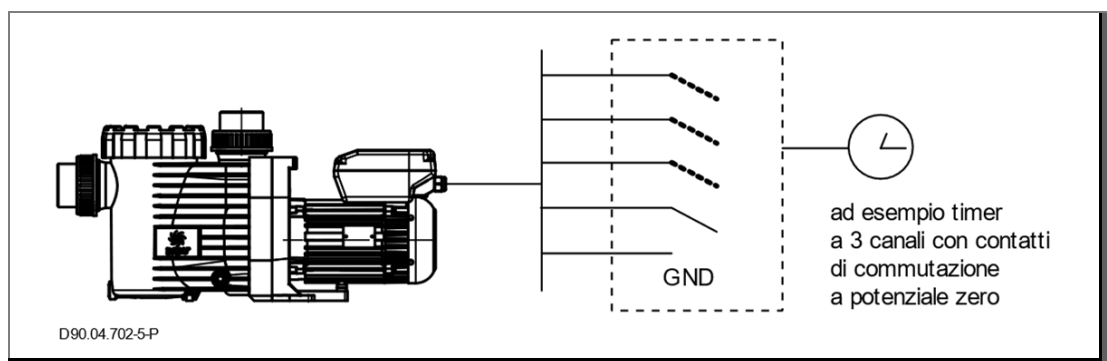 GND
ad esempio timer
a 3 canali con contatti
di commutazione
a potenziale zero
D90.04.702-5-P